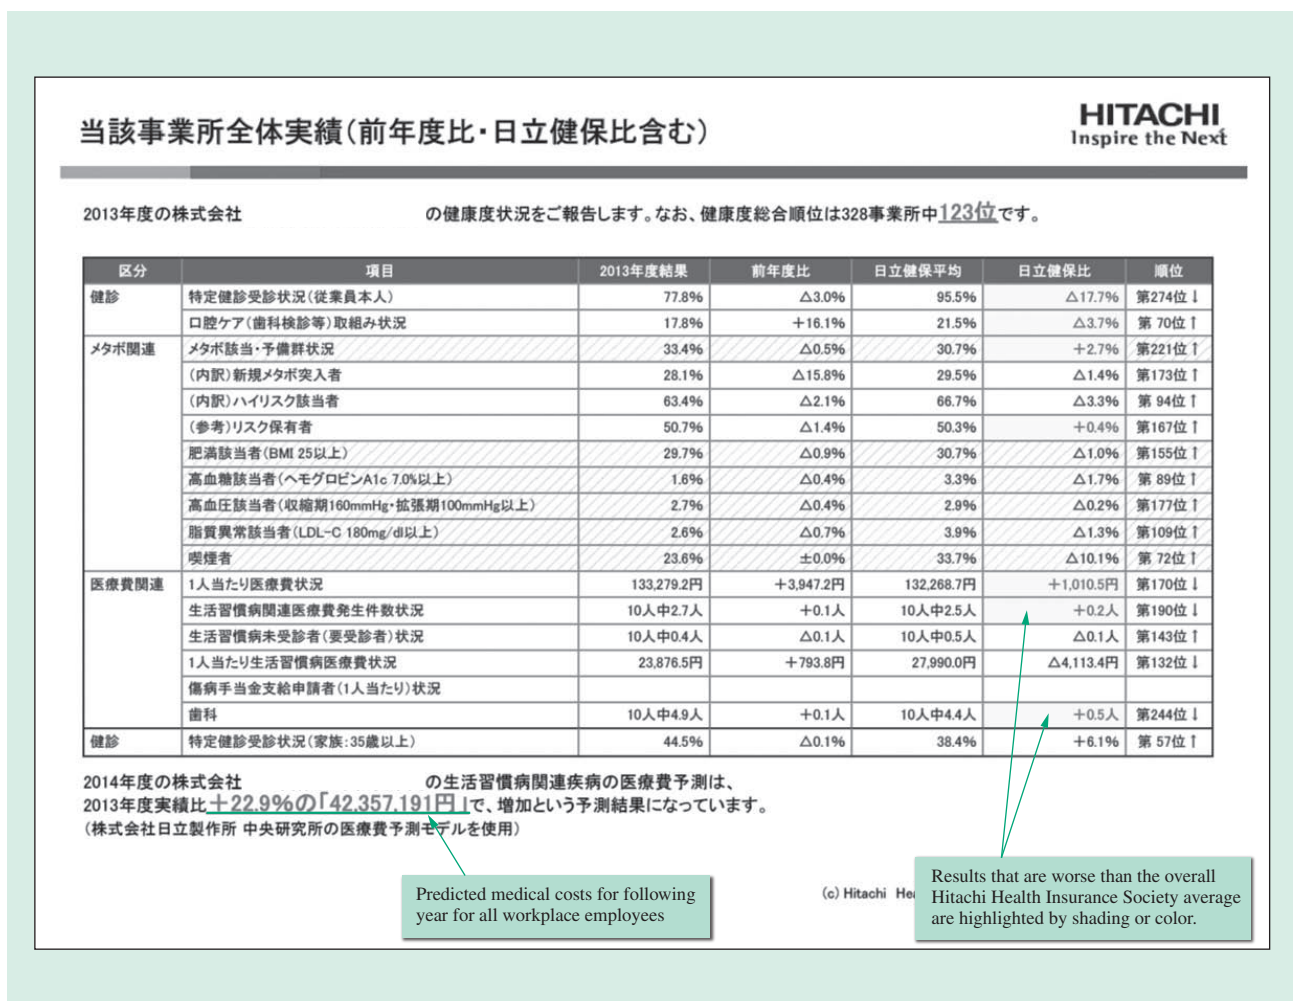 当該事業所全体実績(前年度比・日立健保比含む)
HITACHI
Inspire the Next
2013年度の株式会社 の健康度状況をご報告します。なお、健康度総合順位は328事業所中123位です。
区分 項目 2013年度結果 前年度比 日立健保平均 日立健保比 順位
健診 特定健診受診状況(従業員本人) 77.8% △3.0% 95.5% △17.7% 第274位↓
口腔ケア(歯科検診等)取組み状況 17.8% +16.1% 21.5% △3.7% 第 70位↑
メタボ関連 メタボ該当・予備群状況 33.4% △0.5% 30.7% +2.7% 第221位↑
(内訳)新規メタボ突入者 28.1% △15.8% 29.5% △1.4% 第173位↑
(内訳)ハイリスク該当者 63.4% △2.1% 66.7% △3.3% 第 94位↑
(参考)リスク保有者 50.7% △1.4% 50.3% +0.4% 第167位↑
肥満該当者(BMI 25以上) 29.7% △0.9% 30.7% △1.0% 第155位↑
高血糖該当者(ヘモグロビンA1c 7.0%以上) 1.6% △0.4% 3.3% △1.7% 第 89位↑
高血圧該当者(収縮期160mmHg・拡張期100mmHg以上) 2.7% △0.4% 2.9% △0.2% 第177位↑
脂質異常該当者(LDL-C 180mg/dl以上) 2.6% △0.7% 3.9% △1.3% 第109位↑
喫煙者 23.6% ±0.0% 33.7% △10.1% 第 72位↑
医療費関連 1人当たり医療費状況 133,279.2円 +3,947.2円 132,268.7円 +1,010.5円 第170位↓
生活習慣病関連医療費発生件数状況 10人中2.7人 +0.1人 10人中2.5人 +0.2人 第190位↓
生活習慣病未受診者(要受診者)状況 10人中0.4人 △0.1人 10人中0.5人 △0.1人 第143位↑
1人当たり生活習慣病医療費状況 23,876.5円 +793.8円 27,990.0円 △4,113.4円 第132位↓
傷病手当金支給申請者(1人当たり)状況
歯科 10人中4.9人 +0.1人 10人中4.4人 +0.5人 第244位↓
健診 特定健診受診状況(家族:35歳以上) 44.5% △0.1% 38.4% +6.1% 第 57位↑
2014年度の株式会社 の生活習慣病関連疾病の医療費予測は、
2013年度実績比+22.9%の「42,357,191円」で、増加という予測結果になっています。
(株式会社日立製作所 中央研究所の医療費予測モデルを使用)
Predicted medical costs for following
year for all workplace employees
(c) Hitachi
Results that are worse than the overall
Hitachi Health Insurance Society average
are highlighted by shading or color.